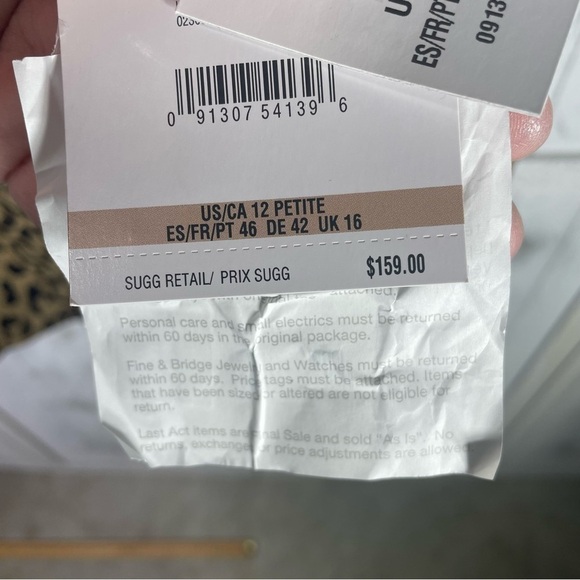 ES/FR/P
0913
0 91307 54139 6
US/CA 12 PETITE
ES/FR/PT 46 DE 42 UK 16
SUGG RETAIL/ PRIX SUGG $159.00
attached.
Personal care and small electrics must be returned
within 60 days in the original package.
Fine & Bridge Jewelry and Watches must be returned
within 60 days. Price tags must be attached. Items
that have been sized or altered are not eligible for
return.
Last Act items are Final Sale and sold "As Is". No
returns, exchanges or price adjustments are allowed